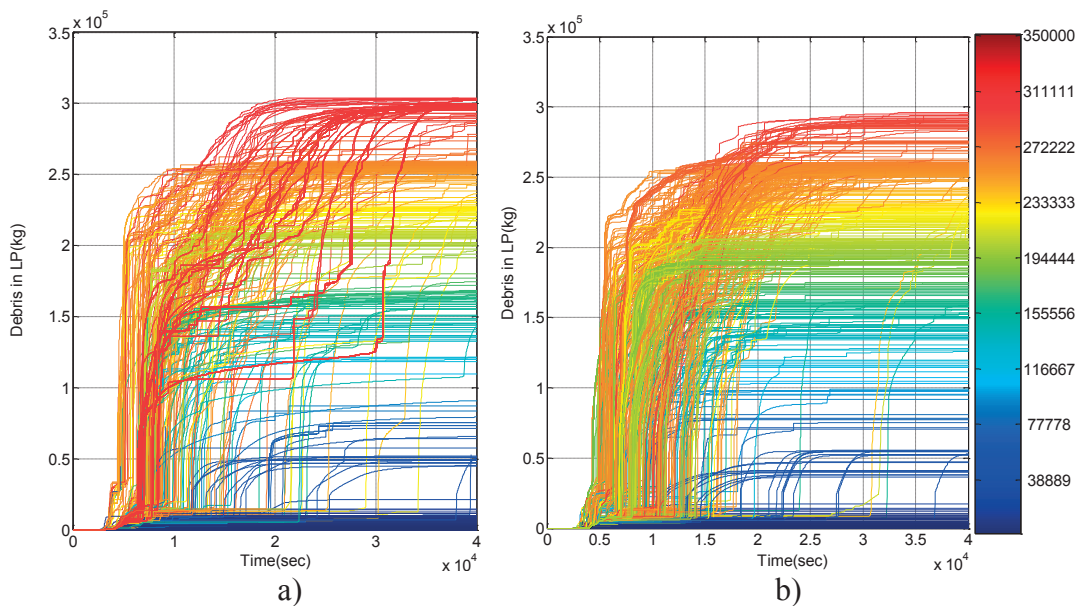 x 10^5
3.5
3
2.5
2
1.5
1
0.5
0
Debris in LP(kg)
0 1 2 3 4
Time(sec)
x 10^4
a)
x 10^5
3.5
3
2.5
2
1.5
1
0.5
0
Debris in LP(kg)
0 0.5 1 1.5 2 2.5 3 3.5 4
Time(sec)
x 10^4
b)
350000
311111
272222
233333
194444
155556
116667
77778
38889